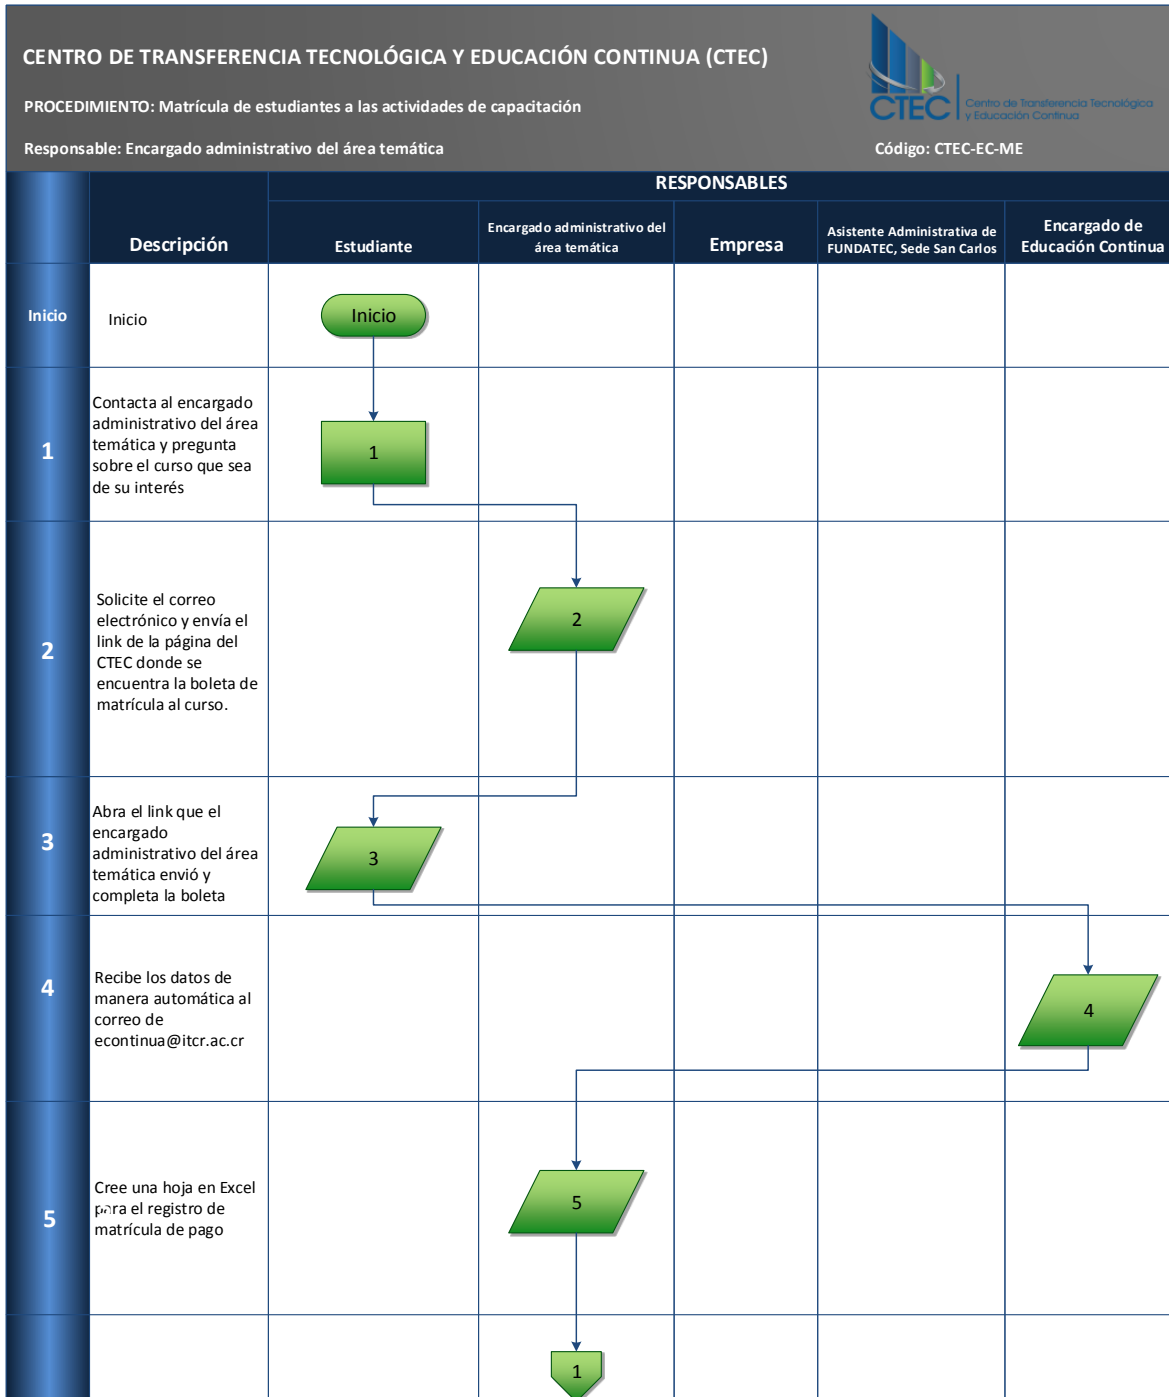 CENTRO DE TRANSFERENCIA TECNOLÓGICA Y EDUCACIÓN CONTINUA (CTEC)
PROCEDIMIENTO: Matrícula de estudiantes a las actividades de capacitación
Responsable: Encargado administrativo del área temática
CTEC
Centro de Transferencia Tecnológica
y Educación Continua
Código: CTEC-EC-ME
RESPONSABLES
Descripción
Estudiante
Encargado administrativo del
área temática
Empresa
Asistente Administrativa de
FUNDATEC, Sede San Carlos
Encargado de
Educación Continua
Inicio
Inicio
Inicio
1
Contacta al encargado
administrativo del área
temática y pregunta
sobre el curso que sea
de su interés
1
2
Solicite el correo
electrónico y envía el
link de la página del
CTEC donde se
encuentra la boleta de
matrícula al curso.
2
3
Abra el link que el
encargado
administrativo del área
temática envió y
completa la boleta
3
4
Recibe los datos de
manera automática al
correo de
econtinua@itcr.ac.cr
4
5
Cree una hoja en Excel
para el registro de
matrícula de pago
5
1